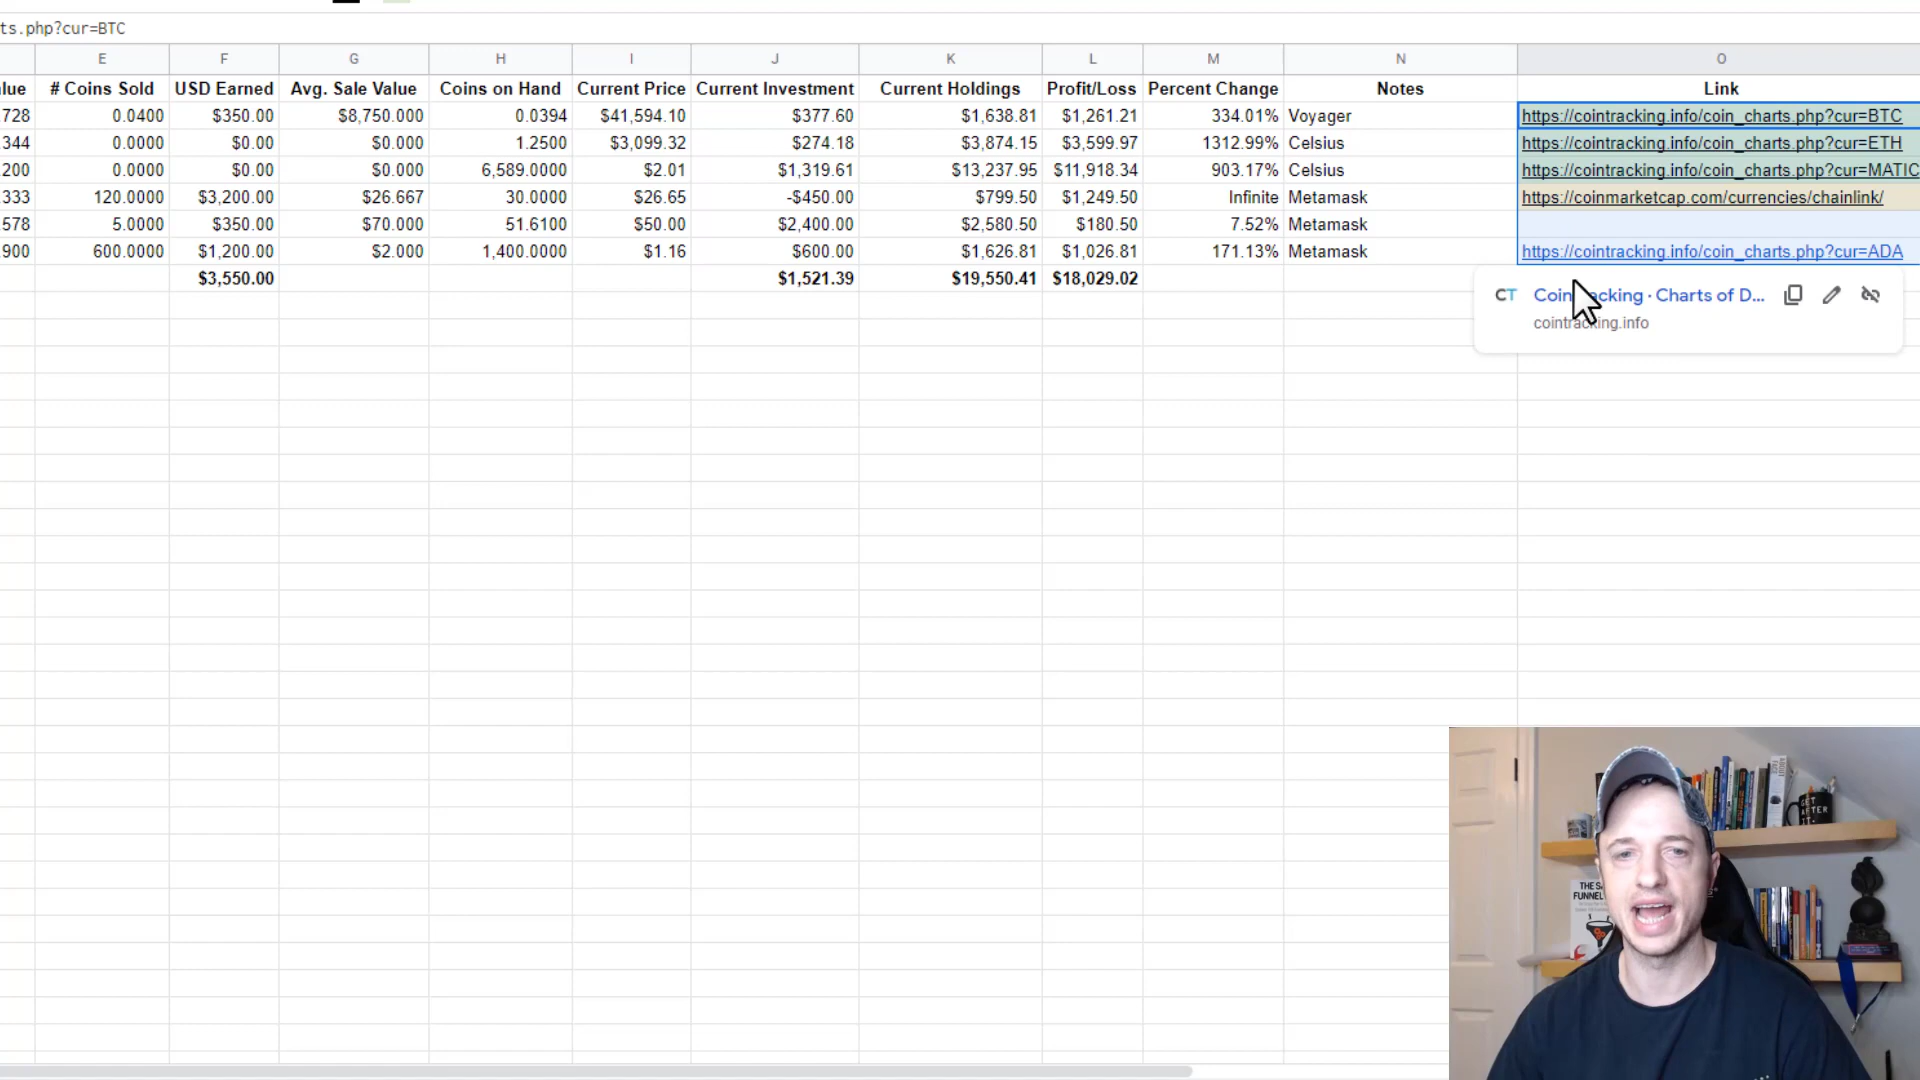 ts.php?cur=BTC
E F G H I J K L M N O
lue # Coins Sold USD Earned Avg. Sale Value Coins on Hand Current Price Current Investment Current Holdings Profit/Loss Percent Change Notes Link
728 0.0400 $350.00 $8,750.000 0.0394 $41,594.10 $377.60 $1,638.81 $1,261.21 334.01% Voyager https://cointracking.info/coin_charts.php?cur=BTC
344 0.0000 $0.00 $0.000 1.2500 $3,099.32 $274.18 $3,874.15 $3,599.97 1312.99% Celsius https://cointracking.info/coin_charts.php?cur=ETH
200 0.0000 $0.00 $0.000 6,589.0000 $2.01 $1,319.61 $13,237.95 $11,918.34 903.17% Celsius https://cointracking.info/coin_charts.php?cur=MATIC
333 120.0000 $3,200.00 $26.667 30.0000 $26.65 -$450.00 $799.50 $1,249.50 Infinite Metamask https://coinmarketcap.com/currencies/chainlink/
578 5.0000 $350.00 $70.000 51.6100 $50.00 $2,400.00 $2,580.50 $180.50 7.52% Metamask
900 600.0000 $1,200.00 $2.000 1,400.0000 $1.16 $600.00 $1,626.81 $1,026.81 171.13% Metamask https://cointracking.info/coin_charts.php?cur=ADA
$3,550.00 $1,521.39 $19,550.41 $18,029.02
CT CoinTracking · Charts of D...
cointracking.info
GET
AFTER
IT.
THE
FUNNEL